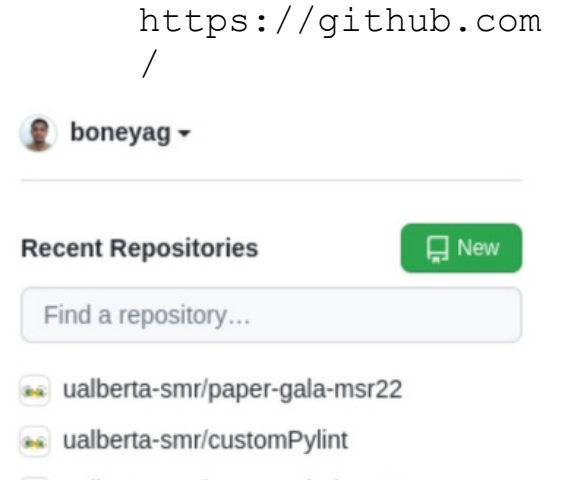 https://github.com
/
boneyag
Recent Repositories
New
Find a repository…
ualberta-smr/paper-gala-msr22
ualberta-smr/customPylint